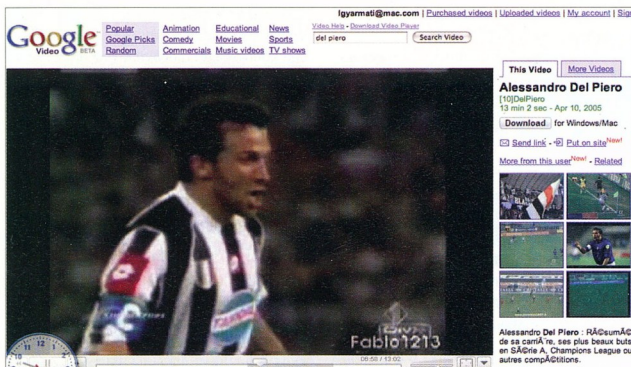 lgyarmati@mac.com | Purchased videos | Uploaded videos | My account | Sig
Google
Video BETA
Popular Animation Educational News
Google Picks Comedy Movies Sports
Random Commercials Music videos TV shows
Video Help - Download Video Player
del piero
Search Video
This Video More Videos
Alessandro Del Piero
[10]DelPiero
13 min 2 sec - Apr 10, 2005
Download for Windows/Mac
Send link - Put on site New!
More from this user New! - Related
Fabio1213
06:58 / 13:02
Alessandro Del Piero : RÃ©sumÃ©
de sa carriÃ¨re, ses plus beaux buts
en SÃ©rie A, Champions League ou
autres compÃ©titions.
10 11 12 1 2